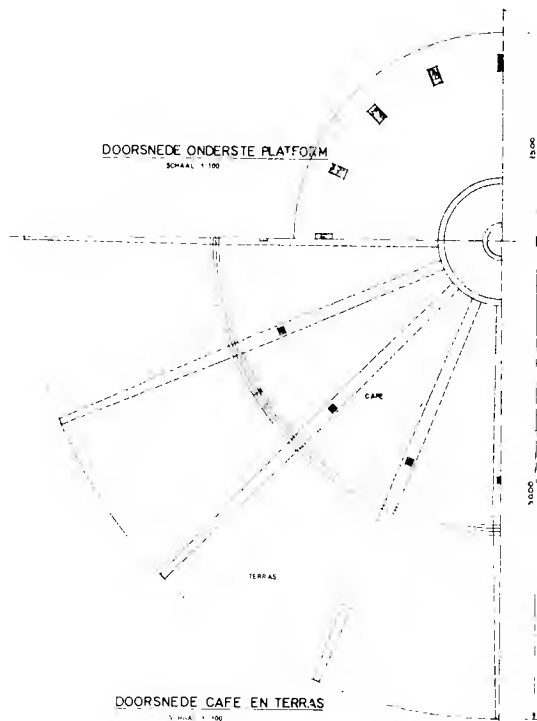 DOORSNEDE ONDERSTE PLATFORM
SCHAAL 1:100
CAFE
TERRAS
DOORSNEDE CAFE EN TERRAS
SCHAAL 1:100